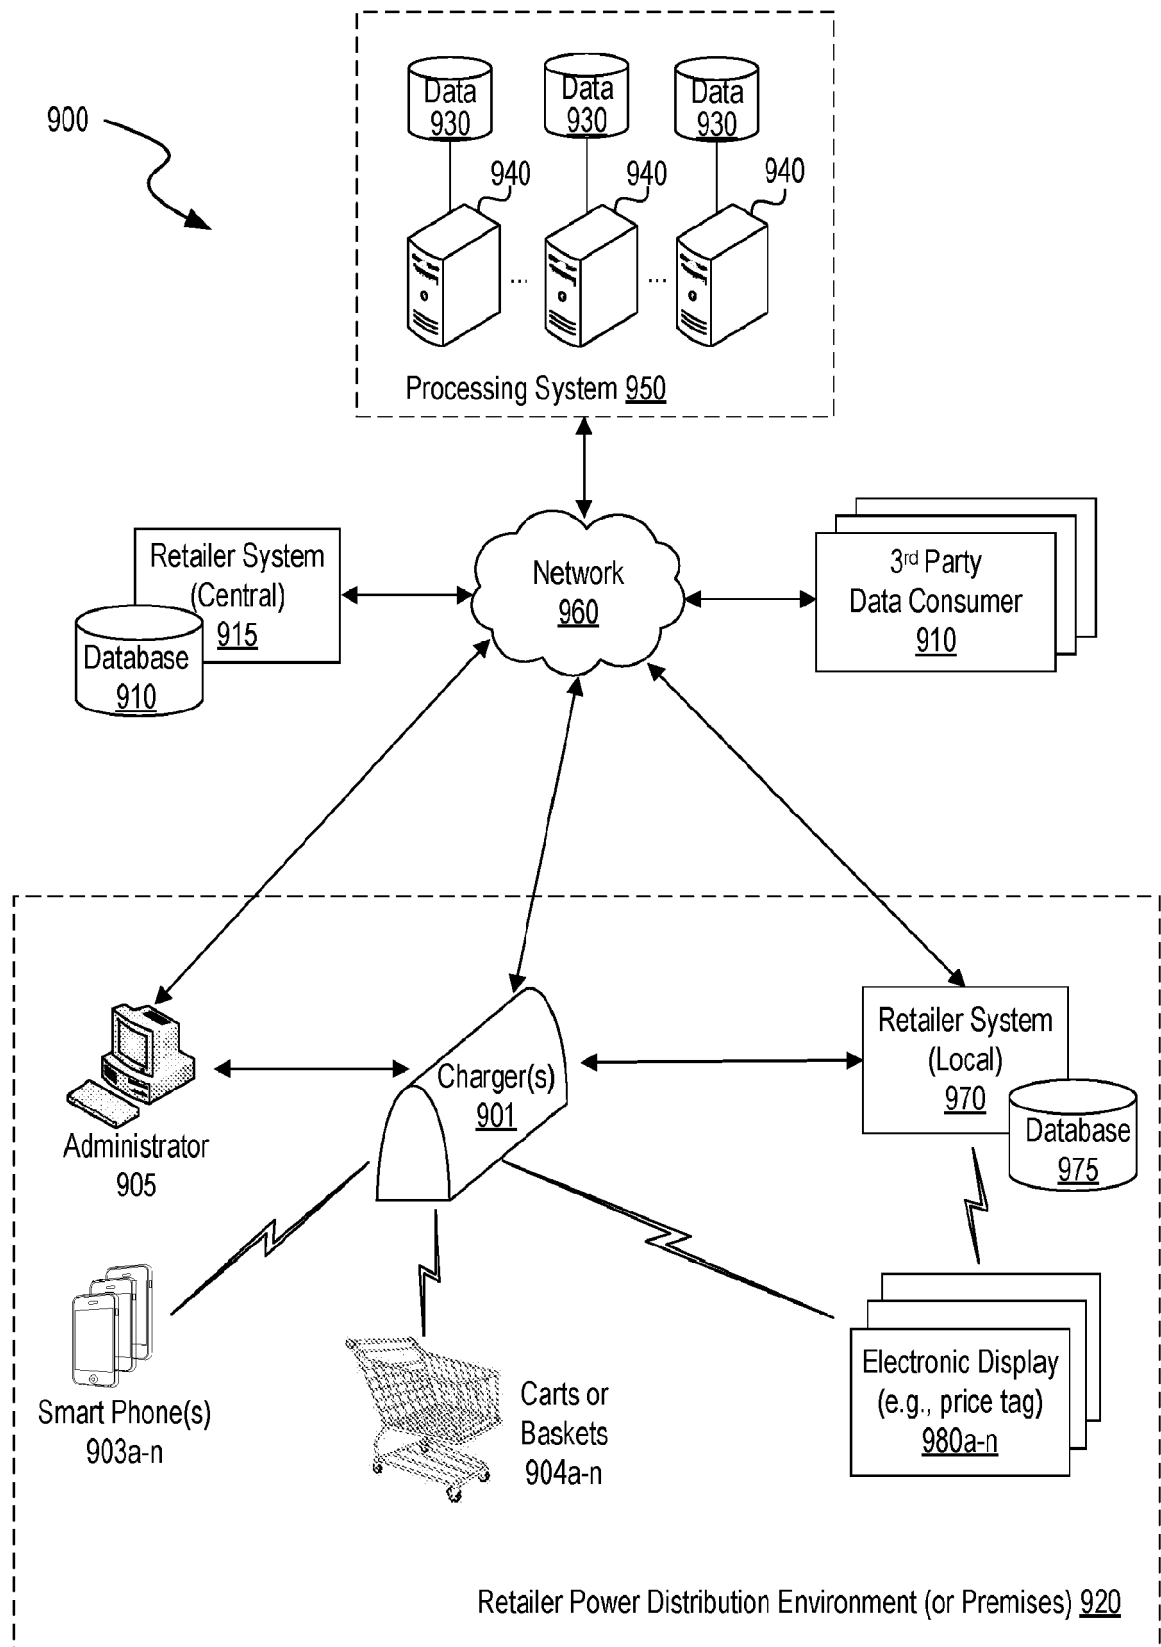 900
Data
930
Data
930
Data
930
940
940
940
...
...
Processing System 950
Retailer System
(Central)
915
Database
910
Network
960
3rd Party
Data Consumer
910
Administrator
905
Charger(s)
901
Retailer System
(Local)
970
Database
975
Smart Phone(s)
903a-n
Carts or
Baskets
904a-n
Electronic Display
(e.g., price tag)
980a-n
Retailer Power Distribution Environment (or Premises) 920